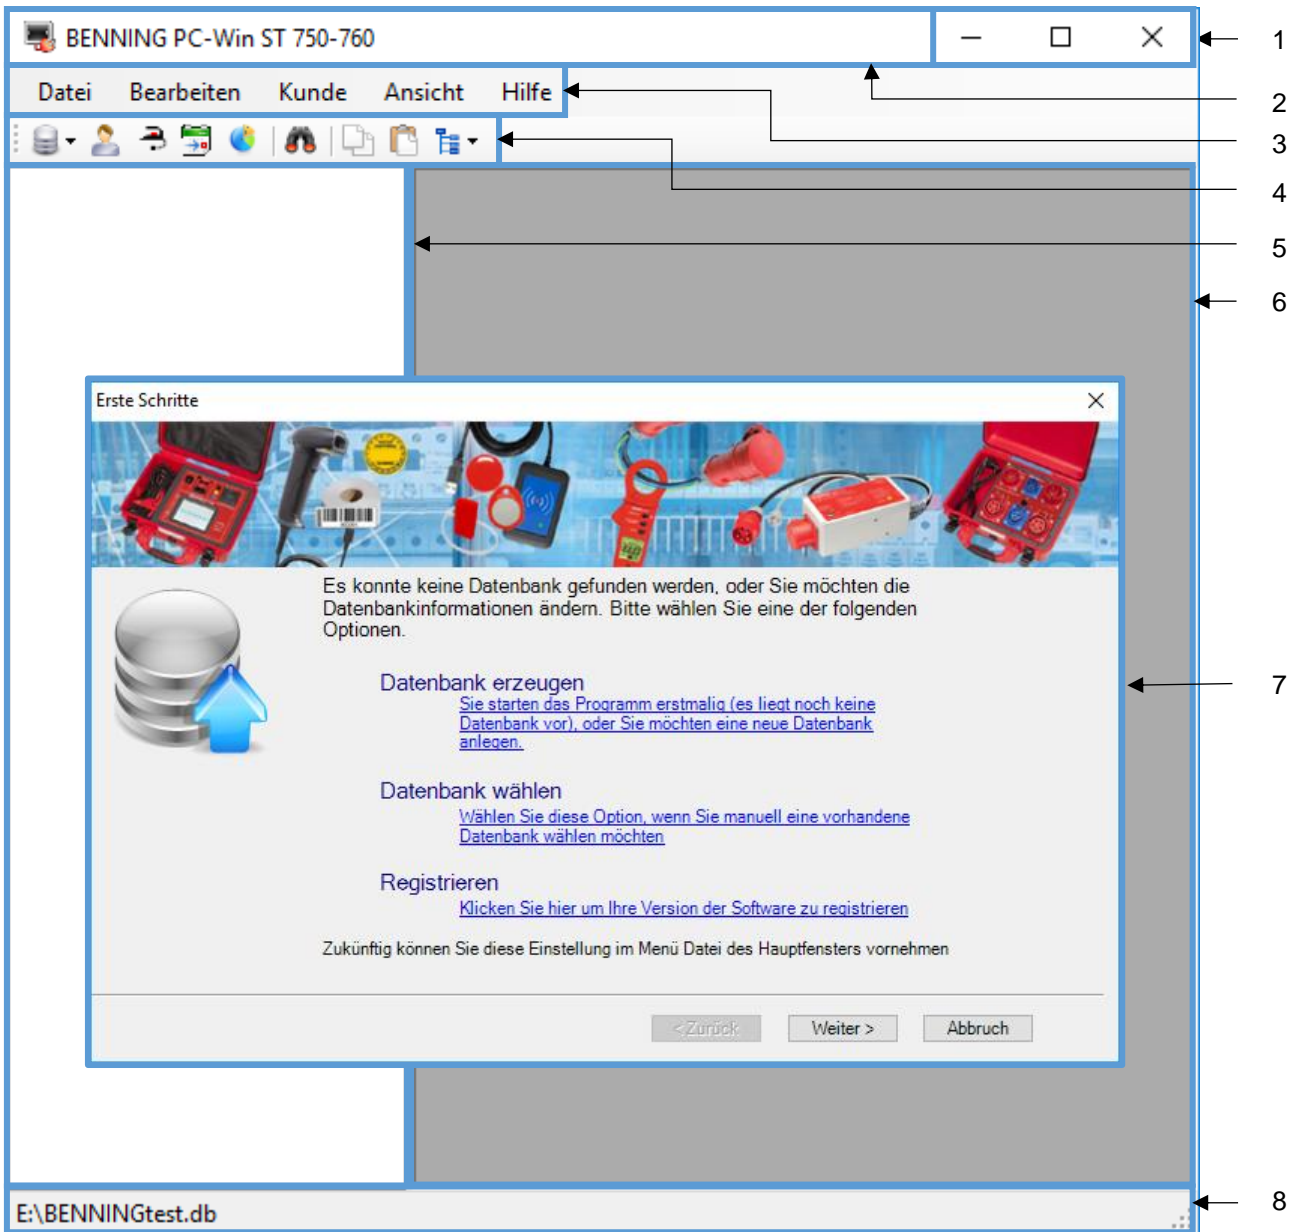 BENNING PC-Win ST 750-760
1
2
Datei Bearbeiten Kunde Ansicht Hilfe
3
4
5
6
Erste Schritte
Es konnte keine Datenbank gefunden werden, oder Sie möchten die
Datenbankinformationen ändern. Bitte wählen Sie eine der folgenden
Optionen.
Datenbank erzeugen
7
Sie starten das Programm erstmalig (es liegt noch keine
Datenbank vor), oder Sie möchten eine neue Datenbank
anlegen.
Datenbank wählen
Wählen Sie diese Option, wenn Sie manuell eine vorhandene
Datenbank wählen möchten
Registrieren
Klicken Sie hier um Ihre Version der Software zu registrieren
Zukünftig können Sie diese Einstellung im Menü Datei des Hauptfensters vornehmen
< Zurück Weiter > Abbruch
8
E:\BENNINGtest.db